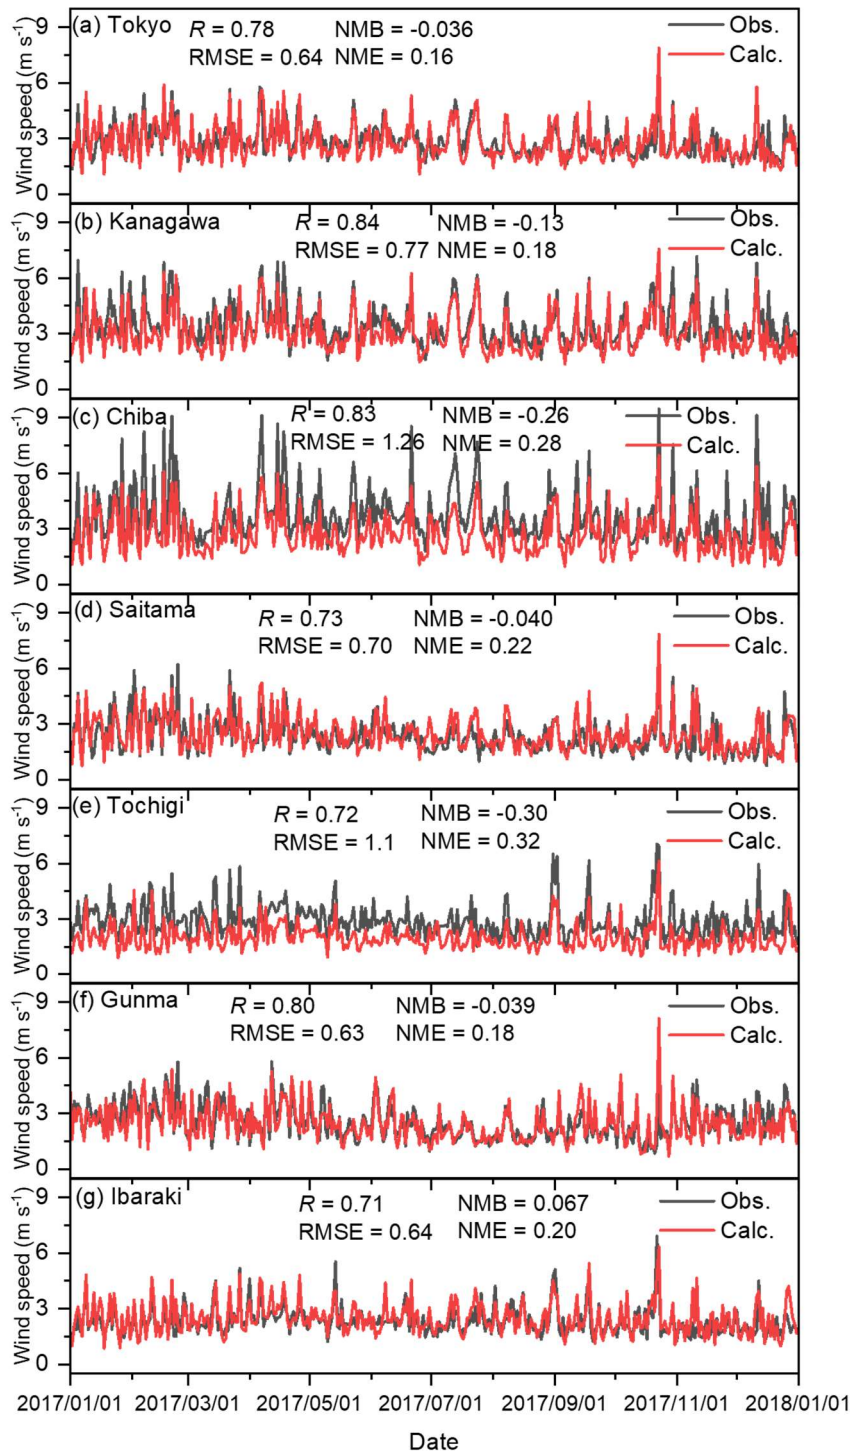 (a) Tokyo
R = 0.78 NMB = -0.036
RMSE = 0.64 NME = 0.16
Obs.
Calc.
Wind speed (m s⁻¹)
9
6
3
0
(b) Kanagawa
R = 0.84 NMB = -0.13
RMSE = 0.77 NME = 0.18
Obs.
Calc.
Wind speed (m s⁻¹)
9
6
3
0
(c) Chiba
R = 0.83 NMB = -0.26
RMSE = 1.26 NME = 0.28
Obs.
Calc.
Wind speed (m s⁻¹)
9
6
3
0
(d) Saitama
R = 0.73 NMB = -0.040
RMSE = 0.70 NME = 0.22
Obs.
Calc.
Wind speed (m s⁻¹)
9
6
3
0
(e) Tochigi
R = 0.72 NMB = -0.30
RMSE = 1.1 NME = 0.32
Obs.
Calc.
Wind speed (m s⁻¹)
9
6
3
0
(f) Gunma
R = 0.80 NMB = -0.039
RMSE = 0.63 NME = 0.18
Obs.
Calc.
Wind speed (m s⁻¹)
9
6
3
0
(g) Ibaraki
R = 0.71 NMB = 0.067
RMSE = 0.64 NME = 0.20
Obs.
Calc.
Wind speed (m s⁻¹)
9
6
3
0
2017/01/01 2017/03/01 2017/05/01 2017/07/01 2017/09/01 2017/11/01 2018/01/01
Date